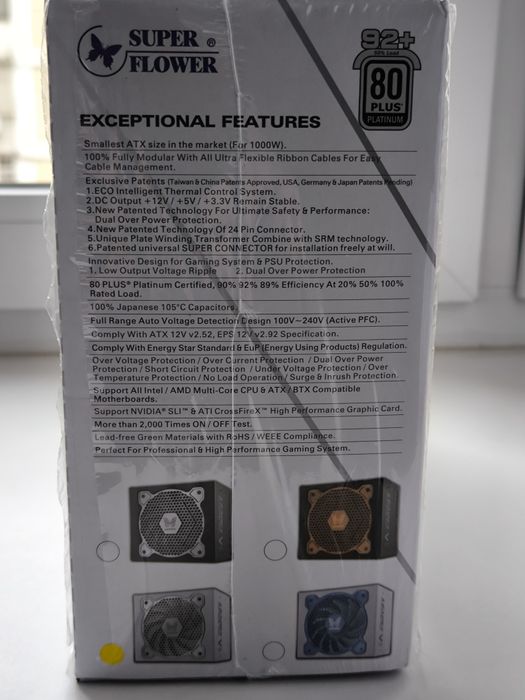 SUPER ®
FLOWER
92+
50% Load
80
PLUS®
PLATINUM
EXCEPTIONAL FEATURES
Smallest ATX size in the market (For 1000W).
100% Fully Modular With All Ultra Flexible Ribbon Cables For Easy
Cable Management.
Exclusive Patents (Taiwan & China Patents Approved, USA, Germany & Japan Patents Pending)
1.ECO Intelligent Thermal Control System.
2.DC Output +12V / +5V / +3.3V Remain Stable.
3.New Patented Technology For Ultimate Safety & Performance:
Dual Over Power Protection.
4.New Patented Technology Of 24 Pin Connector.
5.Unique Plate Winding Transformer Combine with SRM technology.
6.Patented universal SUPER CONNECTOR for installation freely at will.
Innovative Design for Gaming System & PSU Protection.
1. Low Output Voltage Ripple 2. Dual Over Power Protection
80 PLUS® Platinum Certified, 90% 92% 89% Efficiency At 20% 50% 100%
Rated Load.
100% Japanese 105°C Capacitors.
Full Range Auto Voltage Detection Design 100V~240V (Active PFC).
Comply With ATX 12V v2.52, EPS 12V v2.92 Specification.
Comply With Energy Star Standard & EuP (Energy Using Products) Regulation.
Over Voltage Protection / Over Current Protection / Dual Over Power
Protection / Short Circuit Protection / Under Voltage Protection / Over
Temperature Protection / No Load Operation / Surge & Inrush Protection.
Support All Intel / AMD Multi-Core CPU & ATX / BTX Compatible
Motherboards.
Support NVIDIA® SLI™ & ATI CrossFireX™ High Performance Graphic Card.
More than 2,000 Times ON / OFF Test.
Lead-free Green Materials with RoHS / WEEE Compliance.
Perfect For Professional & High Performance Gaming System.